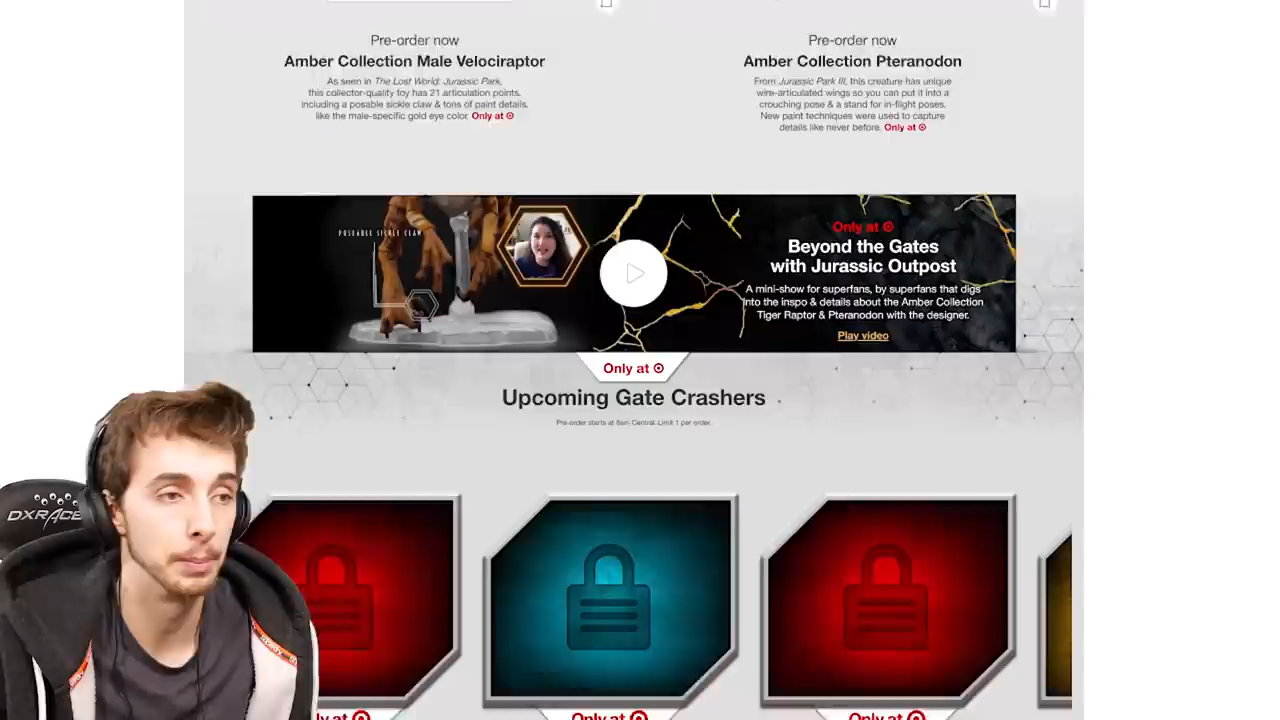 Pre-order now
Amber Collection Male Velociraptor
As seen in The Lost World: Jurassic Park,
this collector-quality toy has 21 articulation points,
including a posable sickle claw & tons of paint details,
like the male-specific gold eye color. Only at
Pre-order now
Amber Collection Pteranodon
From Jurassic Park III, this creature has unique
wire-articulated wings so you can put it into a
crouching pose & a stand for in-flight poses.
New paint techniques were used to capture
details like never before. Only at
POSEABLE SICKLE CLAW
Only at
Beyond the Gates
with Jurassic Outpost
A mini-show for superfans, by superfans that digs
into the inspo & details about the Amber Collection
Tiger Raptor & Pteranodon with the designer.
Play video
Only at
Upcoming Gate Crashers
Pre-order starts at 8am Central. Limit 1 per order.
DXRACE
ly at
Only at
Only at